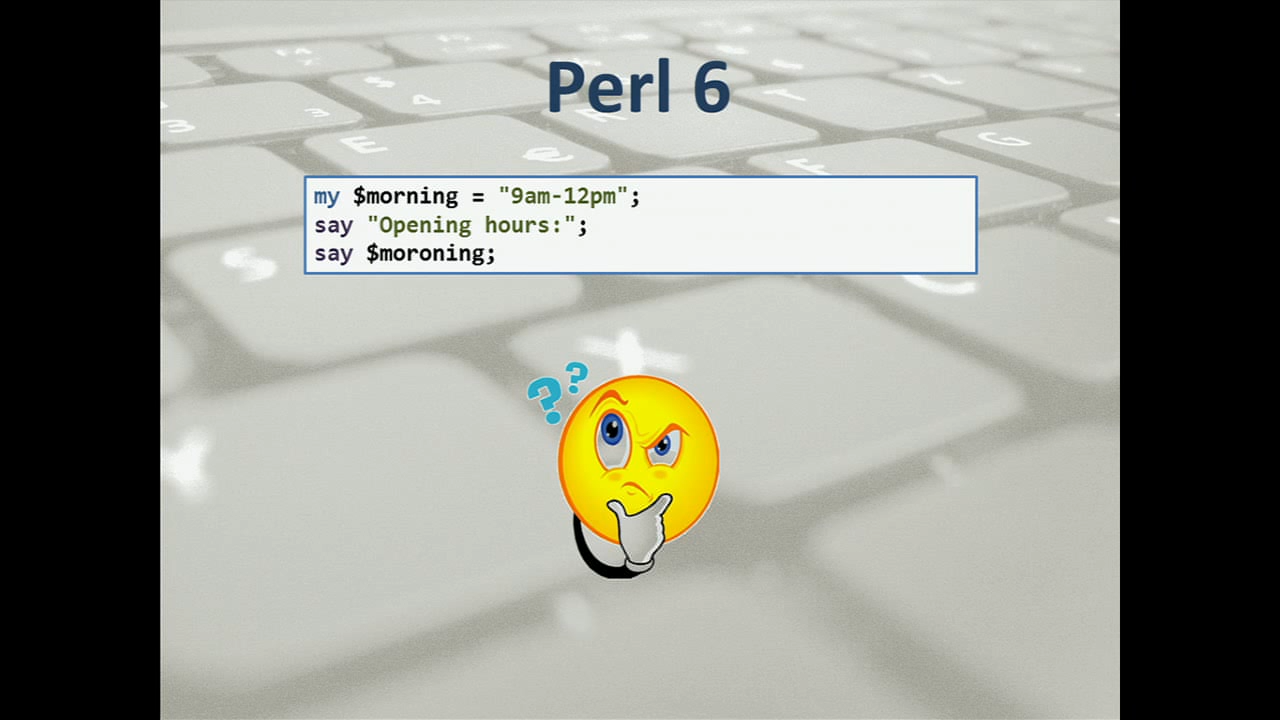 Perl 6
my $morning = "9am-12pm";
say "Opening hours:";
say $moroning;
??